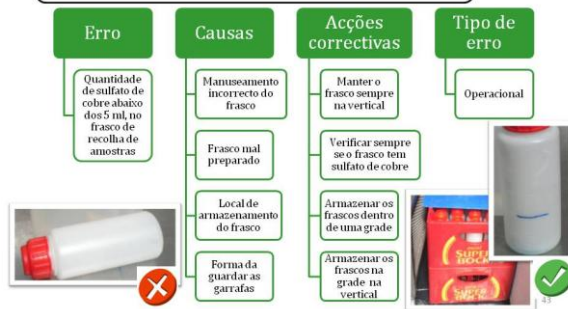 Erro
Quantidade
de sulfato de
cobre abaixo
dos 5 ml, no
frasco de
recolha de
amostras
Causas
Manuseamento
incorrecto do
frasco
Frasco mal
preparado
Local de
armazenamento
do frasco
Forma da
guardar as
garrafas
Acções
correctivas
Manter o
frasco sempre
na vertical
Verificar sempre
se o frasco tem
sulfato de cobre
Armazenar os
frascos dentro
de uma grade
Armazenar os
frascos na
grade na
vertical
Tipo de
erro
Operacional
SUPER
BOCK
SUPER
BOCK
43